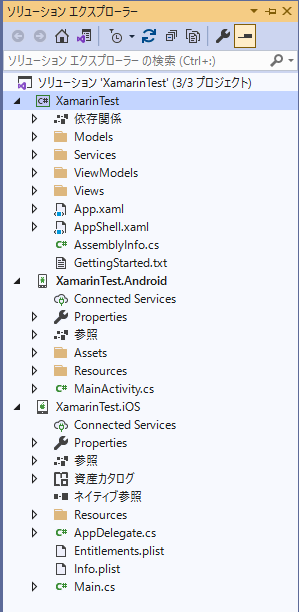 ソリューション エクスプローラー
ソリューション エクスプローラー の検索 (Ctrl+:)
ソリューション 'XamarinTest' (3/3 プロジェクト)
C# XamarinTest
依存関係
Models
Services
ViewModels
Views
App.xaml
AppShell.xaml
C# AssemblyInfo.cs
GettingStarted.txt
XamarinTest.Android
Connected Services
Properties
参照
Assets
Resources
C# MainActivity.cs
XamarinTest.iOS
Connected Services
Properties
参照
資産カタログ
ネイティブ参照
Resources
C# AppDelegate.cs
Entitlements.plist
Info.plist
C# Main.cs